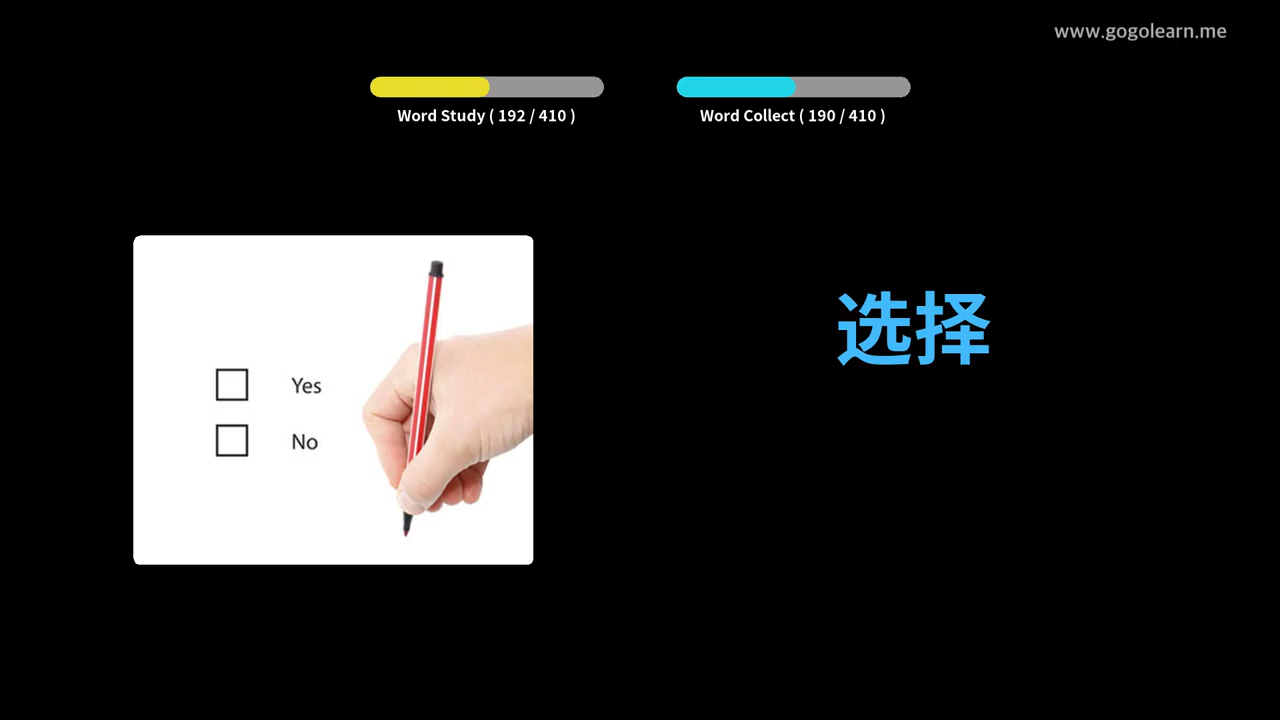 www.gogolearn.me
Word Study ( 192 / 410 )
Word Collect ( 190 / 410 )
选择
Yes
No